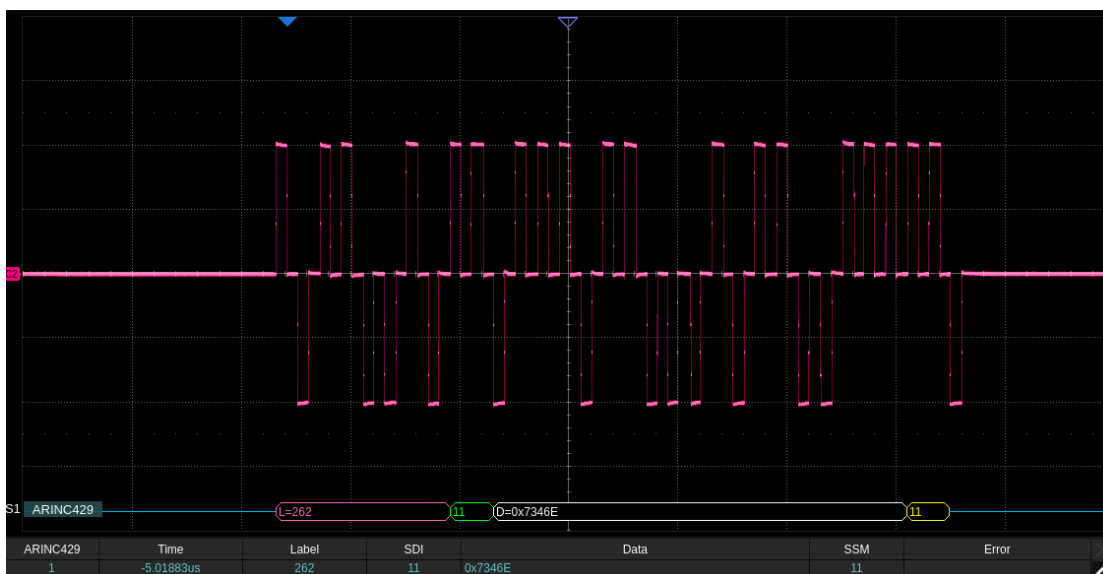 C2
S1 ARINC429 L=262 11 D=0x7346E 11
ARINC429 Time Label SDI Data SSM Error
1 -5.01883us 262 11 0x7346E 11